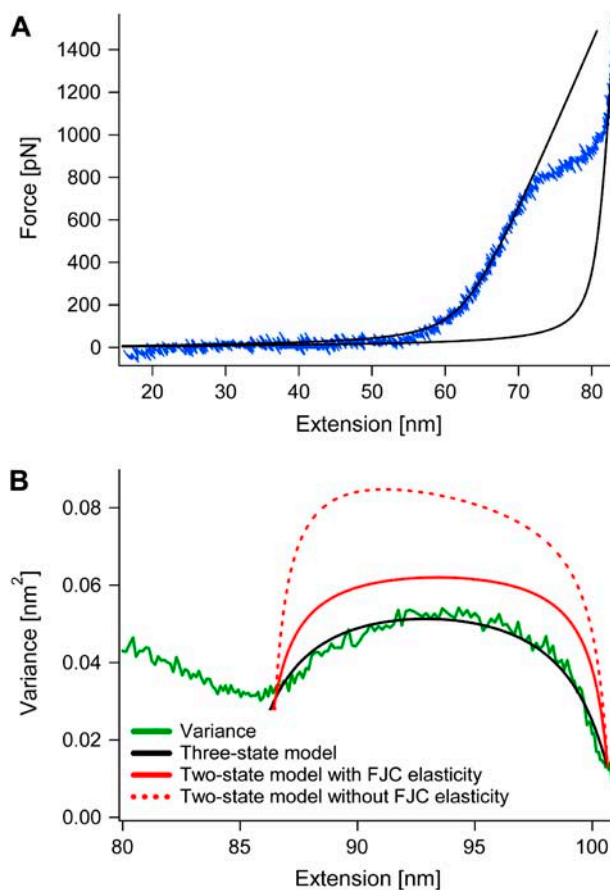 A
1400
1200
1000
800
600
400
200
0
Force [pN]
20 30 40 50 60 70 80
Extension [nm]
B
0.08
0.06
0.04
0.02
0.00
Variance [nm²]
Variance
Three-state model
Two-state model with FJC elasticity
Two-state model without FJC elasticity
80 85 90 95 100
Extension [nm]